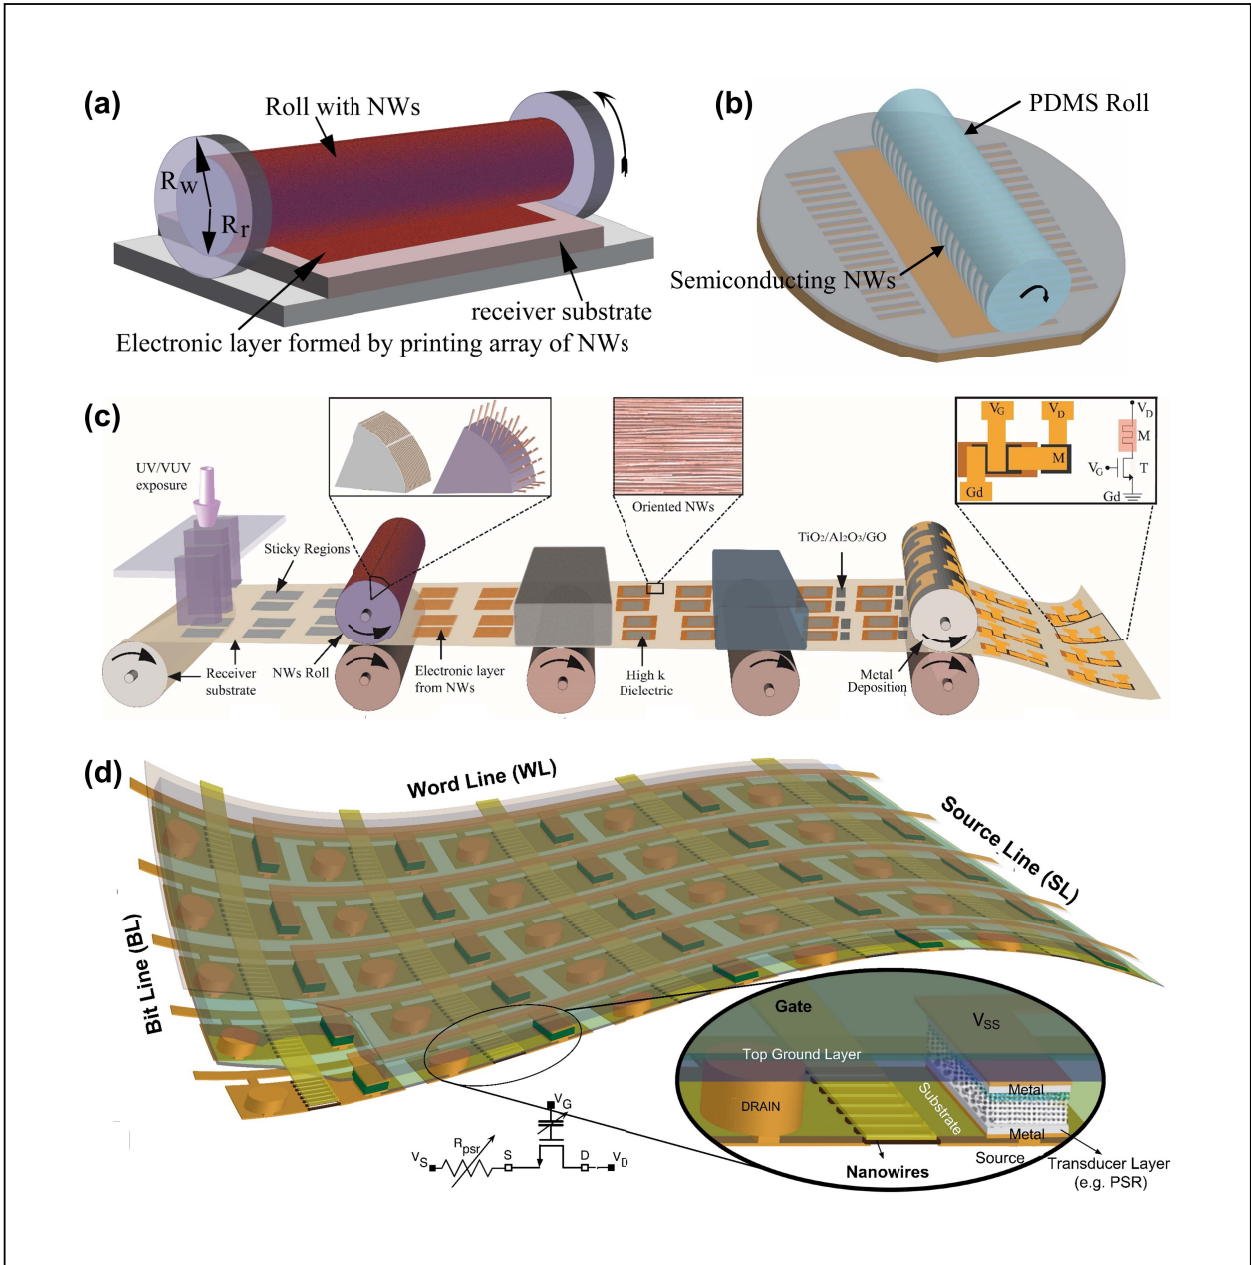 (a)
Roll with NWs
Rw
Rr
receiver substrate
Electronic layer formed by printing array of NWs
(b)
PDMS Roll
Semiconducting NWs
(c)
UV/VUV
exposure
Sticky Regions
Receiver
substrate
NWs Roll
Electronic layer
from NWs
Oriented NWs
High k
Dielectric
TiO₂/Al₂O₃/GO
Metal
Deposition
VG
VD
M
Gd
VD
M
VG
T
Gd
(d)
Word Line (WL)
Source Line (SL)
Bit Line (BL)
Gate
VSS
Top Ground Layer
Metal
DRAIN
Substrate
Metal
Source
Nanowires
Transducer Layer
(e.g. PSR)
VG
Rpsr
VS
S
D
VD